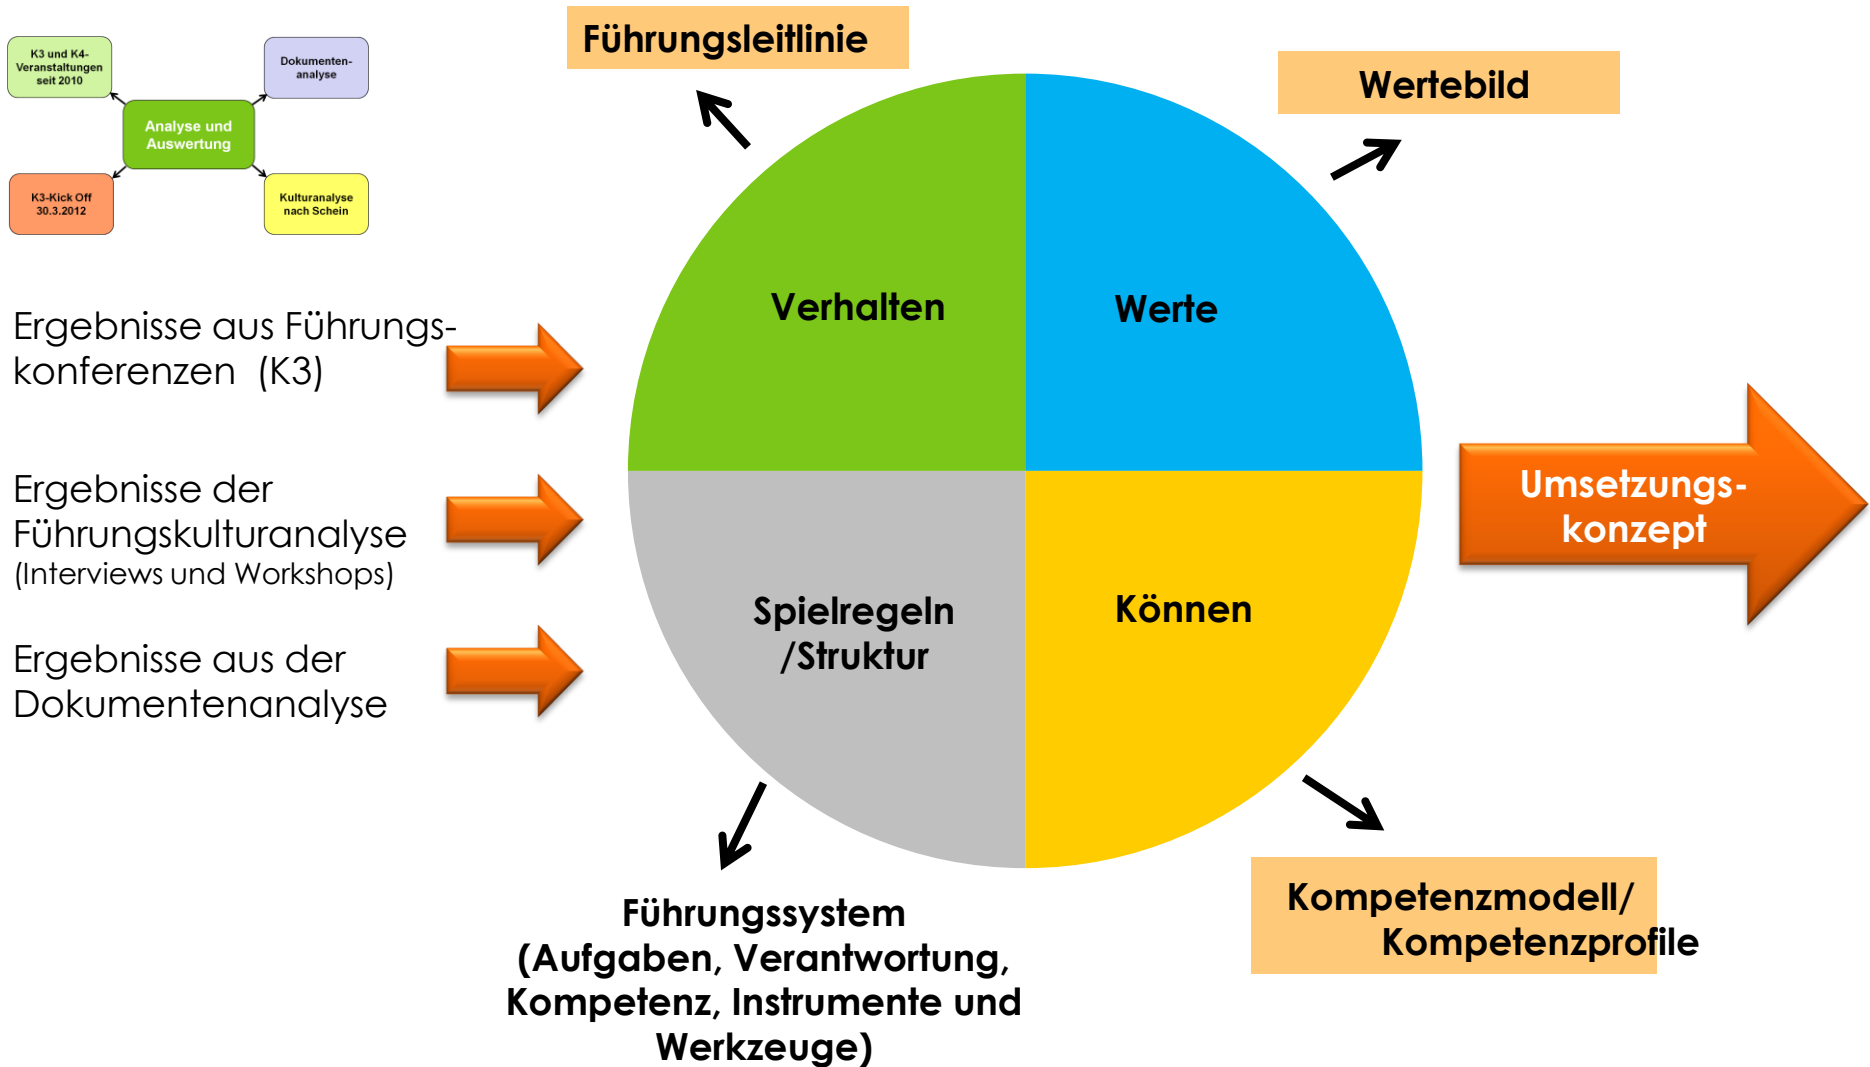 K3 und K4-
Veranstaltungen
seit 2010
Dokumenten-
analyse
Analyse und
Auswertung
K3-Kick Off
30.3.2012
Kulturanalyse
nach Schein
Führungsleitlinie
Wertebild
Ergebnisse aus Führungs-
konferenzen (K3)
Ergebnisse der
Führungskulturanalyse
(Interviews und Workshops)
Ergebnisse aus der
Dokumentenanalyse
Verhalten
Werte
Spielregeln
/Struktur
Können
Umsetzungs-
konzept
Führungssystem
(Aufgaben, Verantwortung,
Kompetenz, Instrumente und
Werkzeuge)
Kompetenzmodell/
Kompetenzprofile